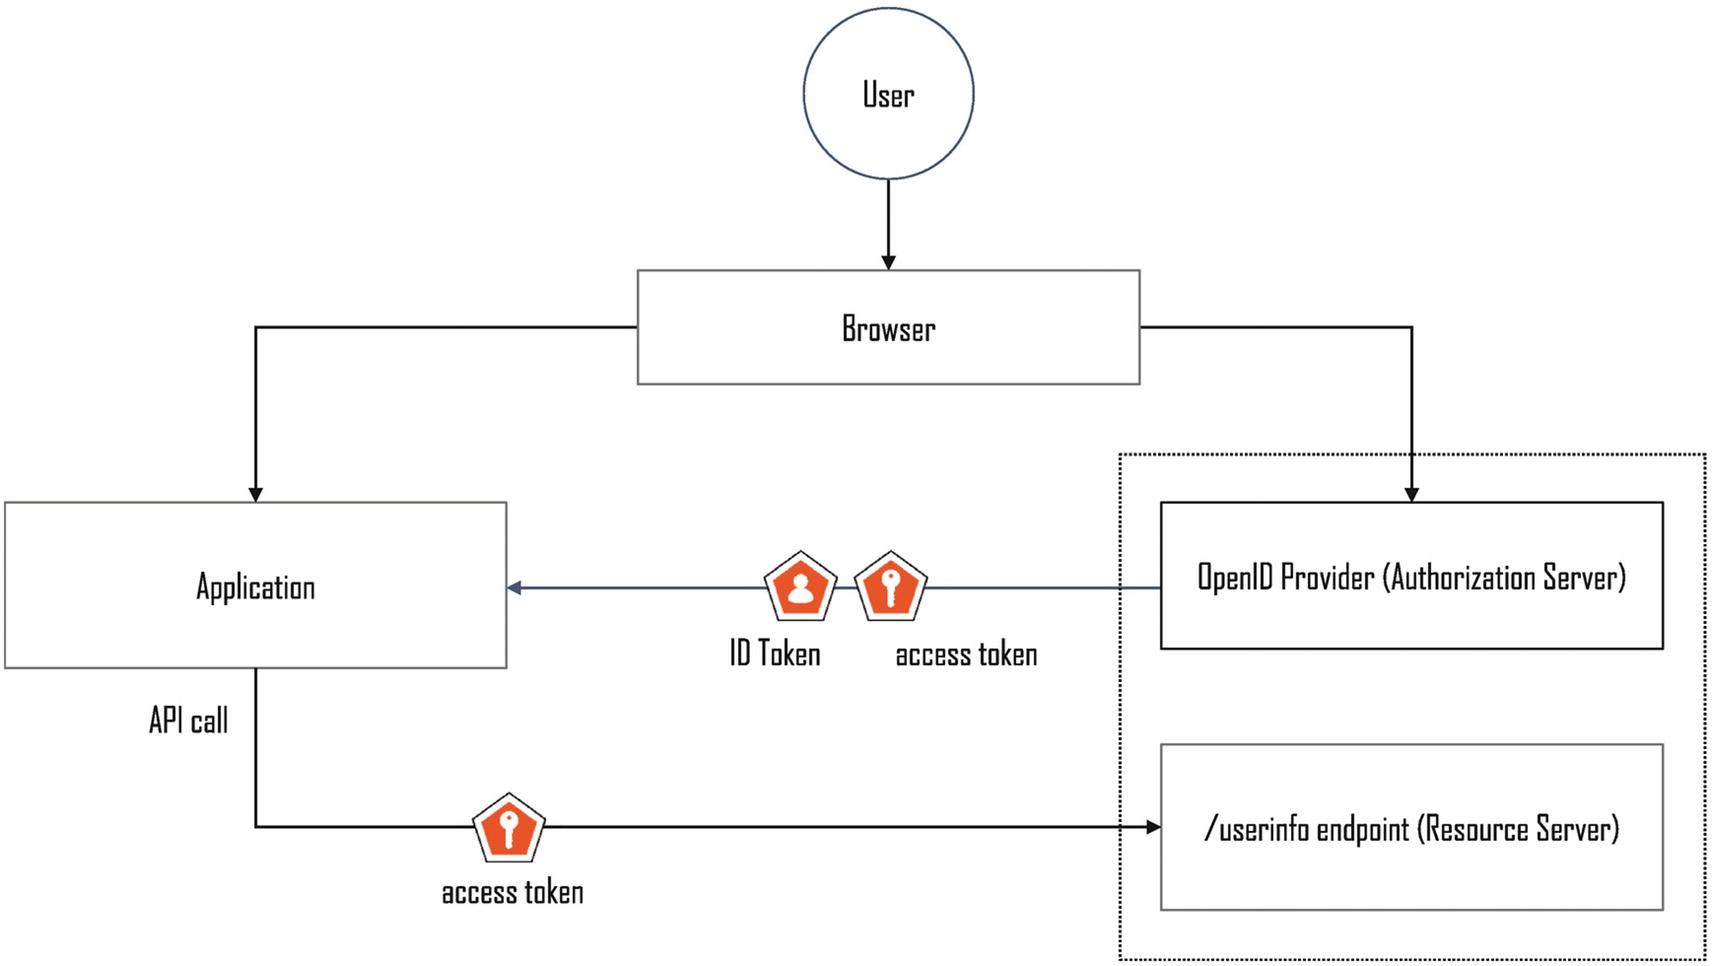 User
Browser
Application
OpenID Provider (Authorization Server)
ID Token
access token
API call
/userinfo endpoint (Resource Server)
access token